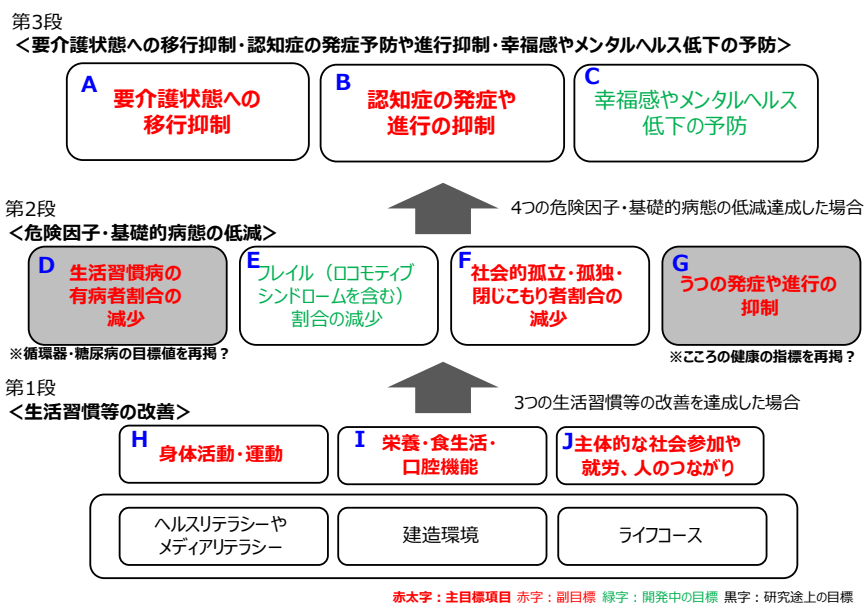 第3段
＜要介護状態への移行抑制・認知症の発症予防や進行抑制・幸福感やメンタルヘルス低下の予防＞
A
要介護状態への
移行抑制
B
認知症の発症や
進行の抑制
C
幸福感やメンタルヘルス
低下の予防
4つの危険因子・基礎的病態の低減達成した場合
第2段
＜危険因子・基礎的病態の低減＞
D
生活習慣病の
有病者割合の
減少
E
フレイル（ロコモティブ
シンドロームを含む）
割合の減少
F
社会的孤立・孤独・
閉じこもり者割合の
減少
G
うつの発症や進行の
抑制
※循環器・糖尿病の目標値を再掲？
※こころの健康の指標を再掲？
第1段
＜生活習慣等の改善＞
3つの生活習慣等の改善を達成した場合
H
身体活動・運動
I
栄養・食生活・
口腔機能
J
主体的な社会参加や
就労、人のつながり
ヘルスリテラシーや
メディアリテラシー
建造環境
ライフコース
赤太字：主目標項目 赤字：副目標 緑字：開発中の目標 黒字：研究途上の目標